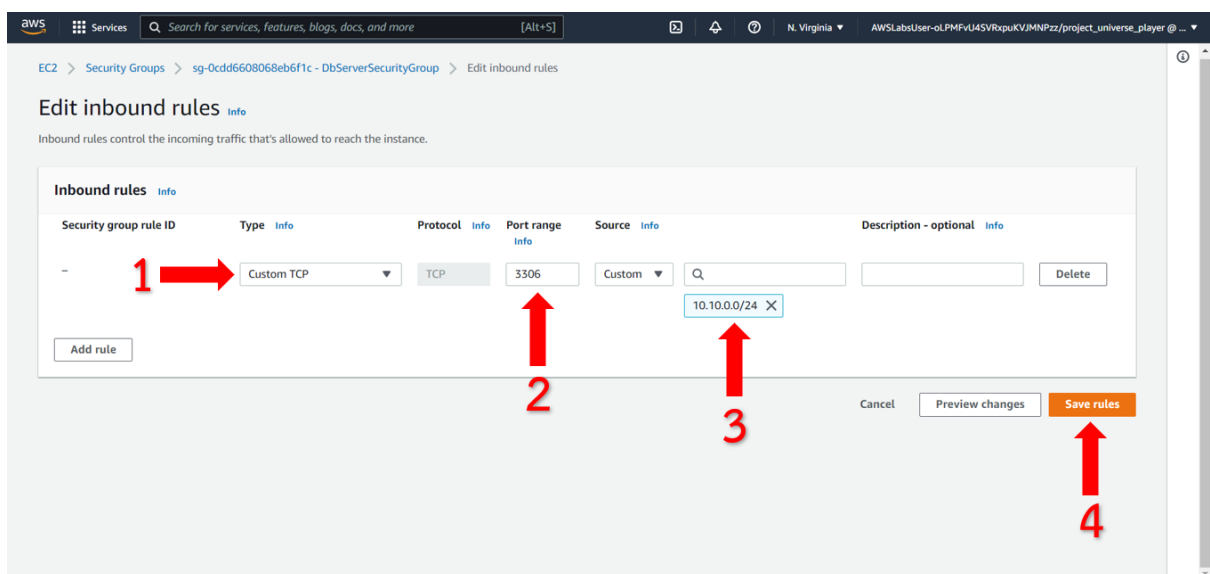 aws Services Search for services, features, blogs, docs, and more [Alt+S] N. Virginia ▼ AWSLabsUser-oLPMFvU4SVRxpuKVJMNPzz/project_universe_player @ ... ▼
EC2 > Security Groups > sg-0cdd6608068eb6f1c - DbServerSecurityGroup > Edit inbound rules
Edit inbound rules Info
Inbound rules control the incoming traffic that's allowed to reach the instance.
Inbound rules Info
Security group rule ID Type Info Protocol Info Port range Source Info Description - optional Info
Info
– 1 Custom TCP ▼ TCP 3306 Custom ▼ Delete
10.10.0.0/24 X
Add rule
2
Cancel Preview changes Save rules
3
4